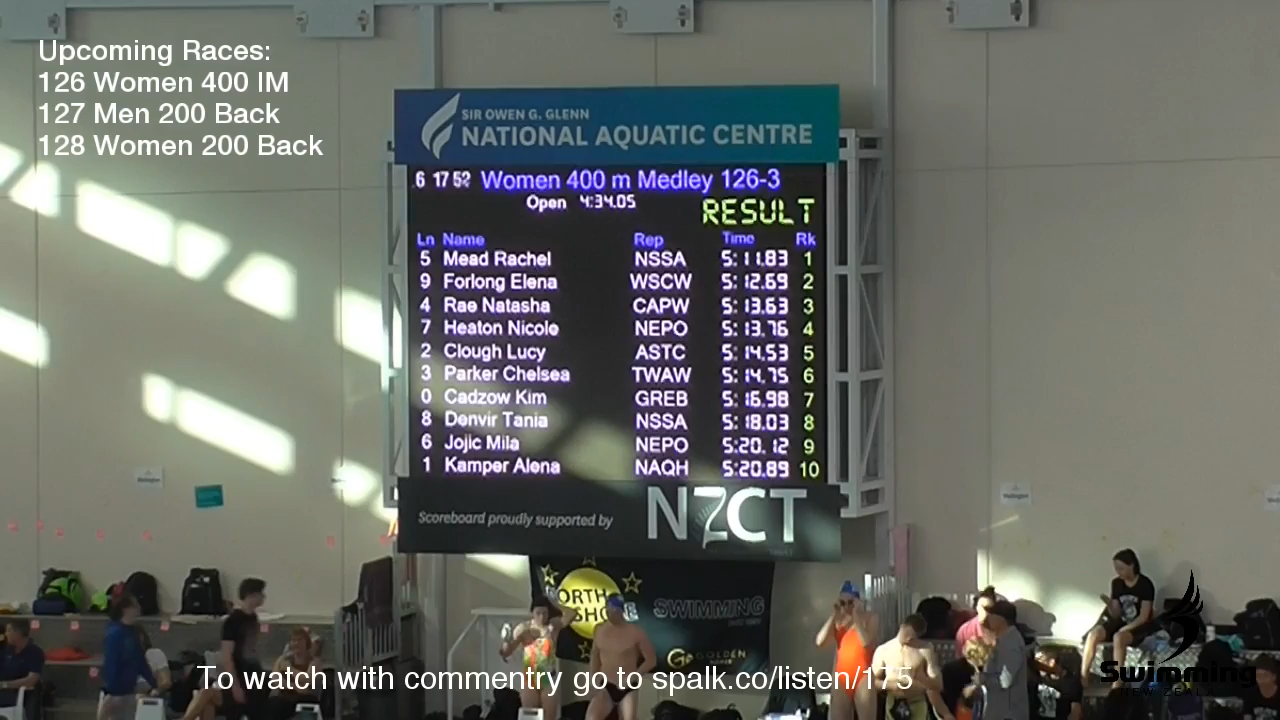 Upcoming Races:
126 Women 400 IM
127 Men 200 Back
128 Women 200 Back
SIR OWEN G. GLENN
NATIONAL AQUATIC CENTRE
6 17 52 Women 400 m Medley 126-3
Open 4:34.05
RESULT
Ln Name Rep Time Rk
5 Mead Rachel NSSA 5:11.83 1
9 Forlong Elena WSCW 5:12.69 2
4 Rae Natasha CAPW 5:13.63 3
7 Heaton Nicole NEPO 5:13.76 4
2 Clough Lucy ASTC 5:14.53 5
3 Parker Chelsea TWAW 5:14.75 6
0 Cadzow Kim GREB 5:16.98 7
8 Denvir Tania NSSA 5:18.03 8
6 Jojic Mila NEPO 5:20.12 9
1 Kamper Alena NAQH 5:20.89 10
Scoreboard proudly supported by NZCT
SWIMMING
GOLDEN
To watch with commentry go to spalk.co/listen/175
Swimming